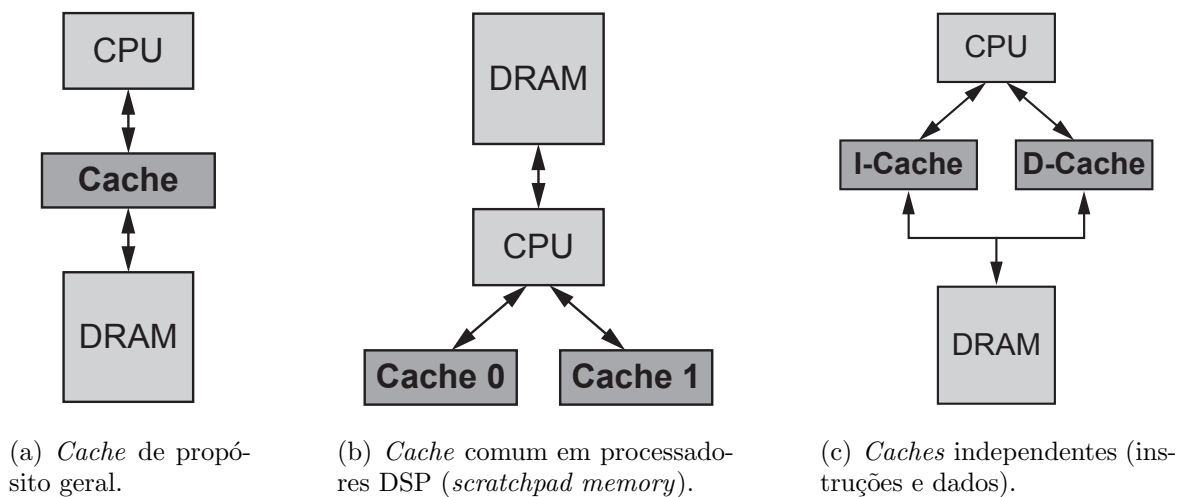 CPU
Cache
DRAM
(a) Cache de propó-
sito geral.
DRAM
CPU
Cache 0 Cache 1
(b) Cache comum em processado-
res DSP (scratchpad memory).
CPU
I-Cache D-Cache
DRAM
(c) Caches independentes (ins-
truções e dados).